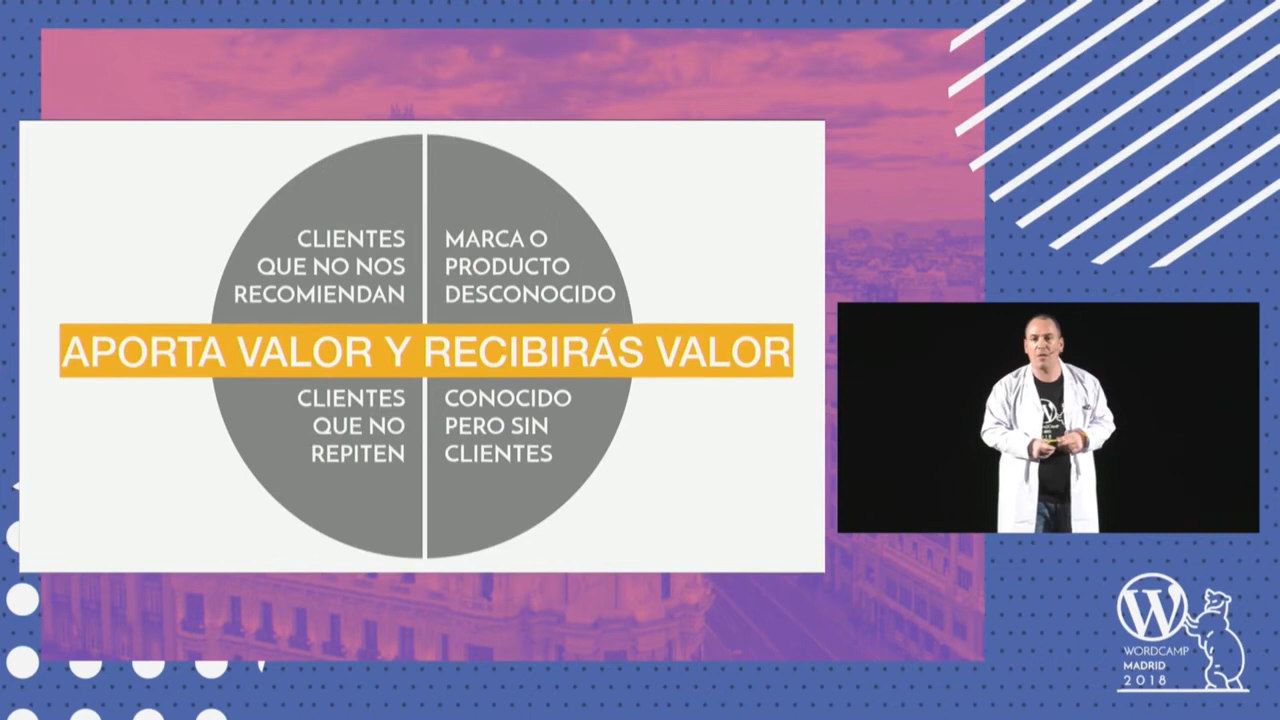 CLIENTES
QUE NO NOS
RECOMIENDAN
MARCA O
PRODUCTO
DESCONOCIDO
APORTA VALOR Y RECIBIRÁS VALOR
CLIENTES
QUE NO
REPITEN
CONOCIDO
PERO SIN
CLIENTES
WORDCAMP
MADRID
2018